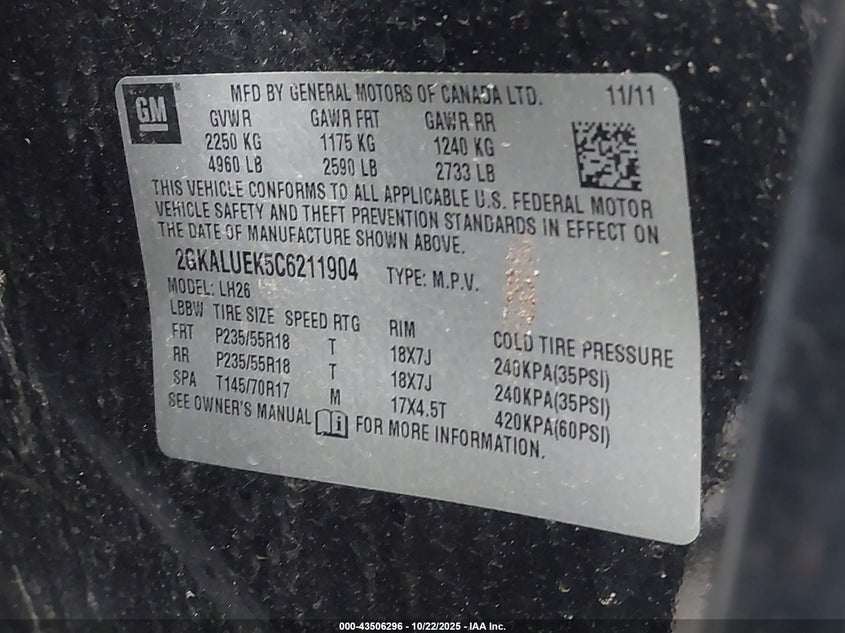 GM ® MFD BY GENERAL MOTORS OF CANADA LTD. 11/11
GVWR GAWR FRT GAWR RR
2250 KG 1175 KG 1240 KG
4960 LB 2590 LB 2733 LB
THIS VEHICLE CONFORMS TO ALL APPLICABLE U.S. FEDERAL MOTOR
VEHICLE SAFETY AND THEFT PREVENTION STANDARDS IN EFFECT ON
THE DATE OF MANUFACTURE SHOWN ABOVE.
2GKALUEK5C6211904 TYPE: M.P.V.
MODEL: LH26
LBBW TIRE SIZE SPEED RTG RIM COLD TIRE PRESSURE
FRT P235/55R18 T 18X7J 240KPA(35PSI)
RR P235/55R18 T 18X7J 240KPA(35PSI)
SPA T145/70R17 M 17X4.5T 420KPA(60PSI)
SEE OWNER'S MANUAL FOR MORE INFORMATION.
000-43506296 - 10/22/2025 - IAA Inc.